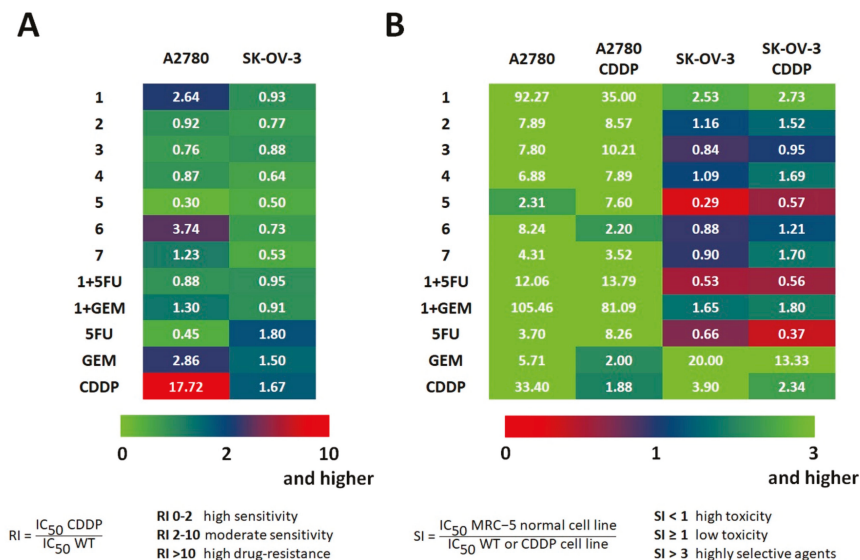 A
A2780 SK-OV-3
1 2.64 0.93
2 0.92 0.77
3 0.76 0.88
4 0.87 0.64
5 0.30 0.50
6 3.74 0.73
7 1.23 0.53
1+5FU 0.88 0.95
1+GEM 1.30 0.91
5FU 0.45 1.80
GEM 2.86 1.50
CDDP 17.72 1.67
0 2 10
and higher
RI = IC50 CDDP
IC50 WT
RI 0-2 high sensitivity
RI 2-10 moderate sensitivity
RI >10 high drug-resistance
B
A2780 A2780 CDDP SK-OV-3 SK-OV-3 CDDP
1 92.27 35.00 2.53 2.73
2 7.89 8.57 1.16 1.52
3 7.80 10.21 0.84 0.95
4 6.88 7.89 1.09 1.69
5 2.31 7.60 0.29 0.57
6 8.24 2.20 0.88 1.21
7 4.31 3.52 0.90 1.70
1+5FU 12.06 13.79 0.53 0.56
1+GEM 105.46 81.09 1.65 1.80
5FU 3.70 8.26 0.66 0.37
GEM 5.71 2.00 20.00 13.33
CDDP 33.40 1.88 3.90 2.34
0 1 3
and higher
SI = IC50 MRC–5 normal cell line
IC50 WT or CDDP cell line
SI < 1 high toxicity
SI ≥ 1 low toxicity
SI > 3 highly selective agents